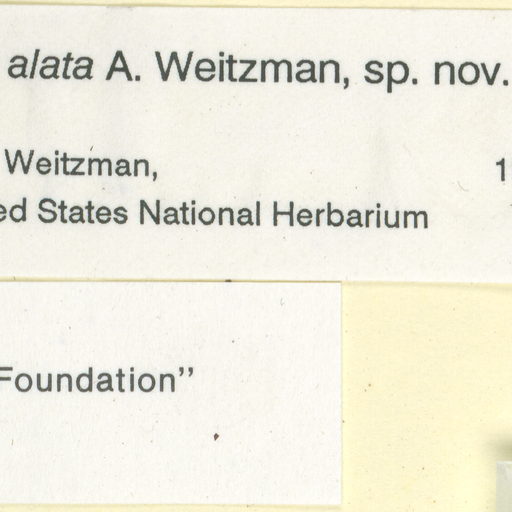 alata A. Weitzman, sp. nov.
Weitzman, 1
ed States National Herbarium
Foundation”